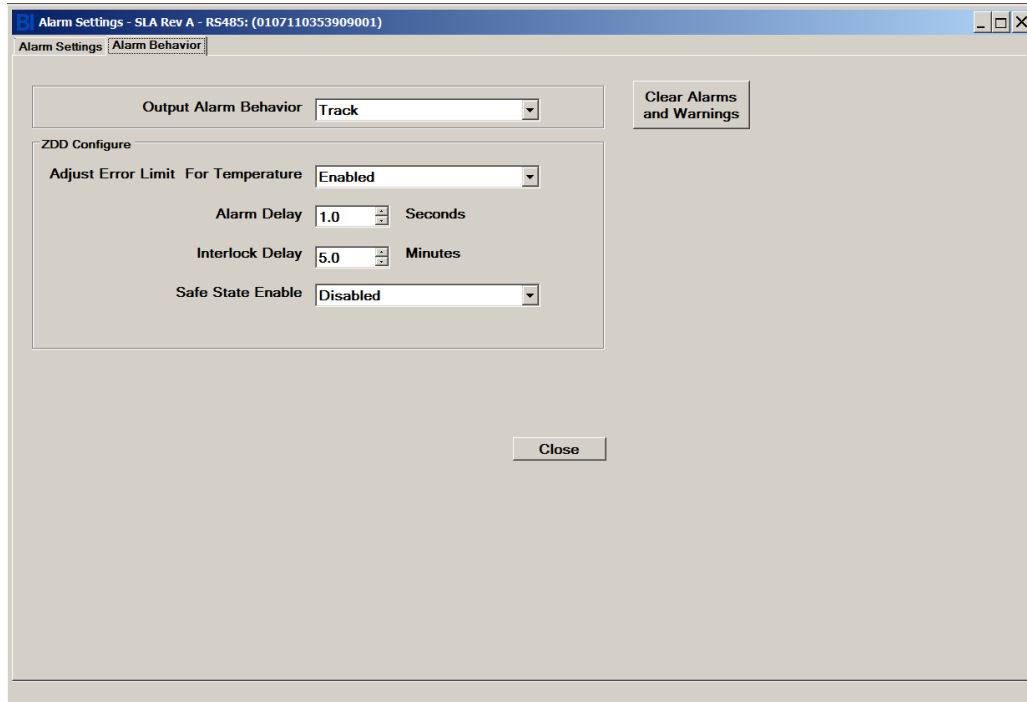 BI Alarm Settings - SLA Rev A - RS485: (0107110353909001)
Alarm Settings Alarm Behavior
Output Alarm Behavior Track
Clear Alarms
and Warnings
ZDD Configure
Adjust Error Limit For Temperature Enabled
Alarm Delay 1.0 Seconds
Interlock Delay 5.0 Minutes
Safe State Enable Disabled
Close